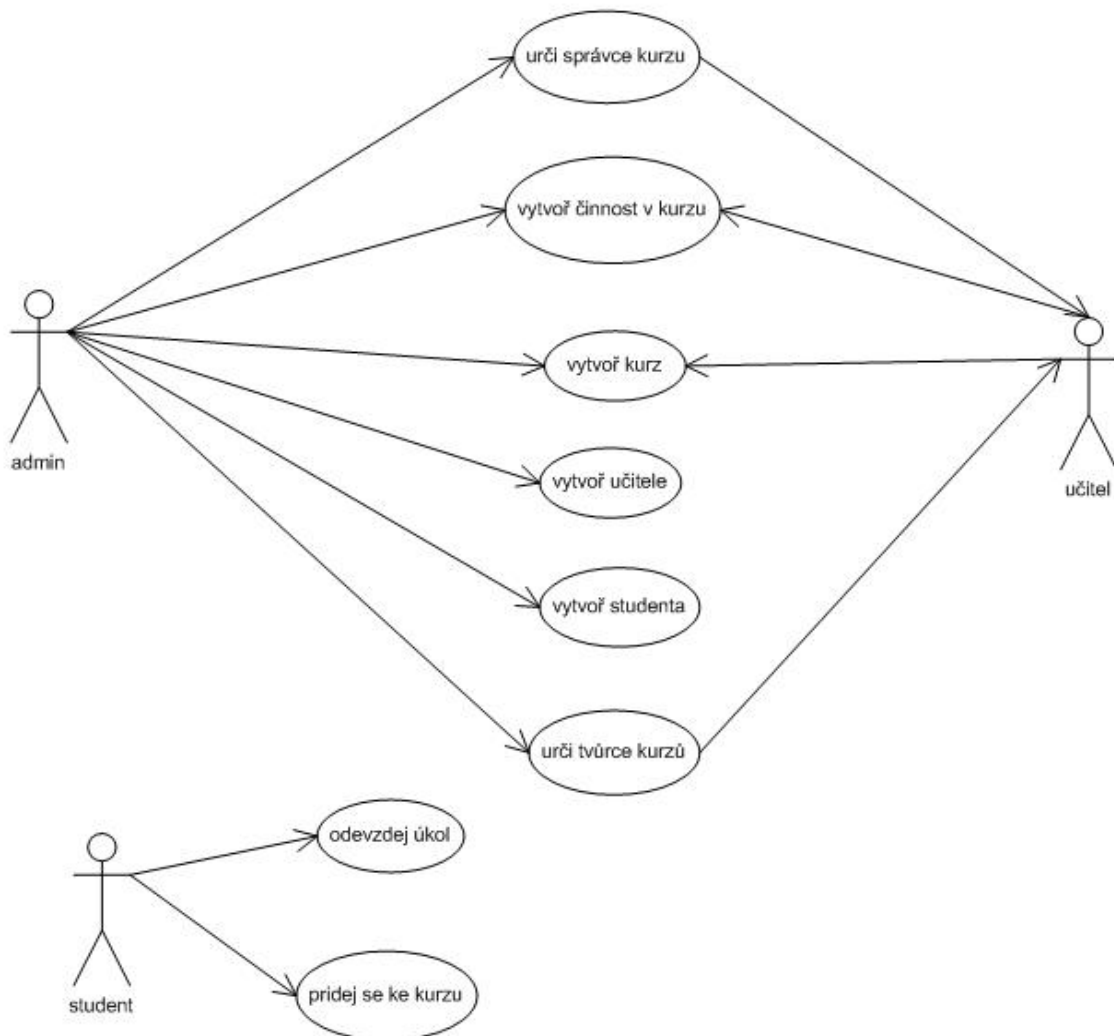 urči správce kurzu
vytvoř činnost v kurzu
vytvoř kurz
admin
učitel
vytvoř učitele
vytvoř studenta
urči tvůrce kurzů
odevzdej úkol
student
pridej se ke kurzu